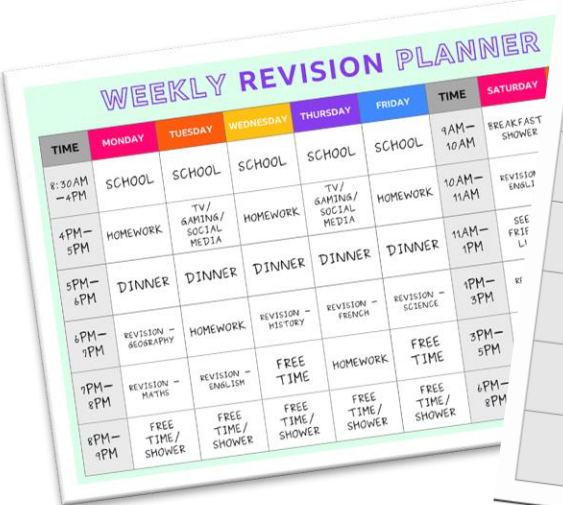 WEEKLY REVISION PLANNER
TIME MONDAY TUESDAY WEDNESDAY THURSDAY FRIDAY TIME SATURDAY
8:30AM —4PM SCHOOL SCHOOL SCHOOL SCHOOL SCHOOL 9AM— 10AM BREAKFAST SHOWER
4PM— 5PM HOMEWORK TV/ GAMING/ SOCIAL MEDIA HOMEWORK TV/ GAMING/ SOCIAL MEDIA HOMEWORK 10AM— 11AM
5PM— 6PM DINNER DINNER DINNER DINNER DINNER 11AM— 1PM SEE
6PM— 7PM REVISION – GEOGRAPHY HOMEWORK REVISION – HISTORY REVISION – FRENCH REVISION – SCIENCE 1PM— 3PM
7PM— 8PM REVISION – MATHS REVISION – ENGLISH FREE TIME HOMEWORK FREE TIME 3PM— 5PM
8PM— 9PM FREE TIME/ SHOWER FREE TIME/ SHOWER FREE TIME/ SHOWER FREE TIME/ SHOWER FREE TIME/ SHOWER 6PM— 8PM